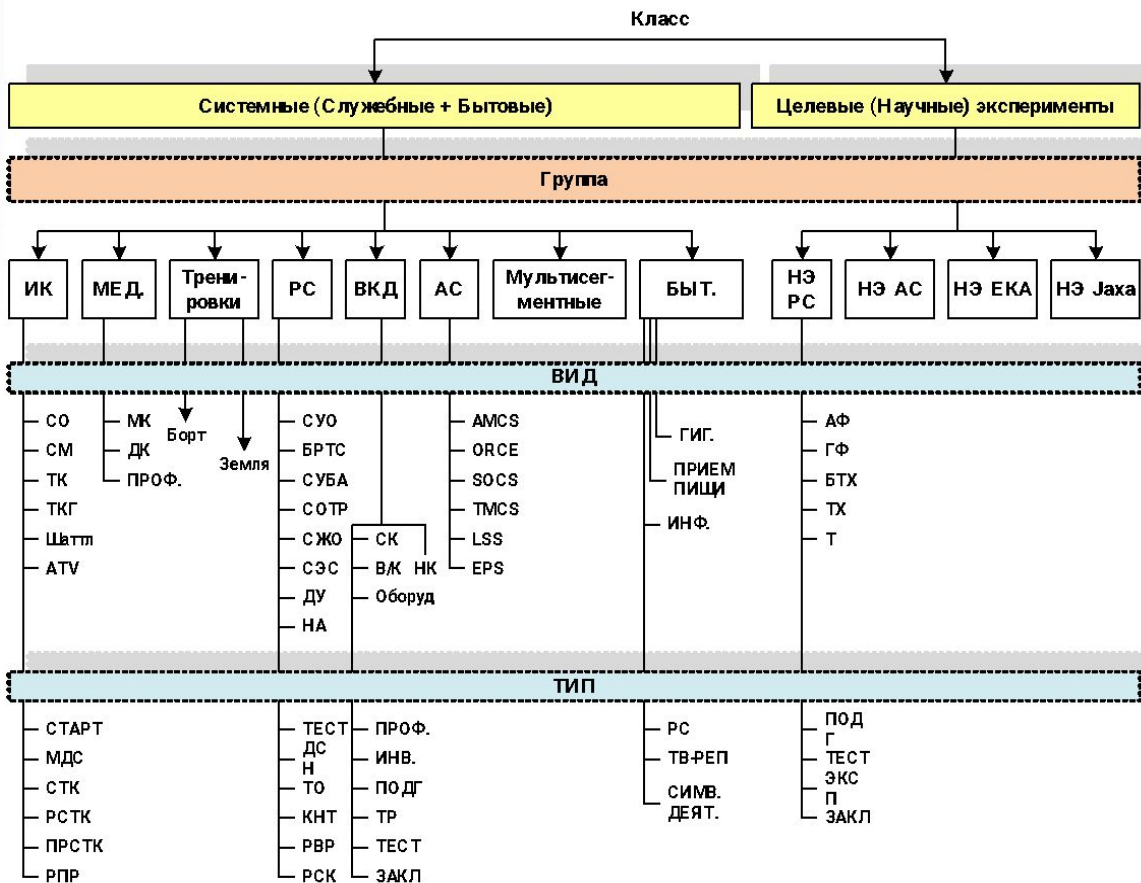 Класс
Системные (Служебные + Бытовые)
Целевые (Научные) эксперименты
Группа
ИК
МЕД.
Трени-
ровки
РС
ВКД
АС
Мультисег-
ментные
БЫТ.
НЭ
РС
НЭ АС
НЭ ЕКА
НЭ Jaxa
ВИД
СО
СМ
ТК
ТКГ
Шаттл
ATV
МК
ДК
ПРОФ.
Борт
Земля
СУО
БРТС
СУБА
СОТР
СЖО
СЭС
ДУ
НА
СК
В/К НК
Оборуд
AMCS
ORCE
SOCS
TMCS
LSS
EPS
ГИГ.
ПРИЕМ
ПИЩИ
ИНФ.
АФ
ГФ
БТХ
ТХ
Т
ТИП
СТАРТ
МДС
СТК
РСТК
ПРСТК
РПР
ТЕСТ
ДС
Н
ТО
КНТ
РВР
РСК
ПРОФ.
ИНВ.
ПОДГ
ТР
ТЕСТ
ЗАКЛ
РС
ТВ-РЕП
СИМВ.
ДЕЯТ.
ПОД
Г
ТЕСТ
ЭКС
П
ЗАКЛ